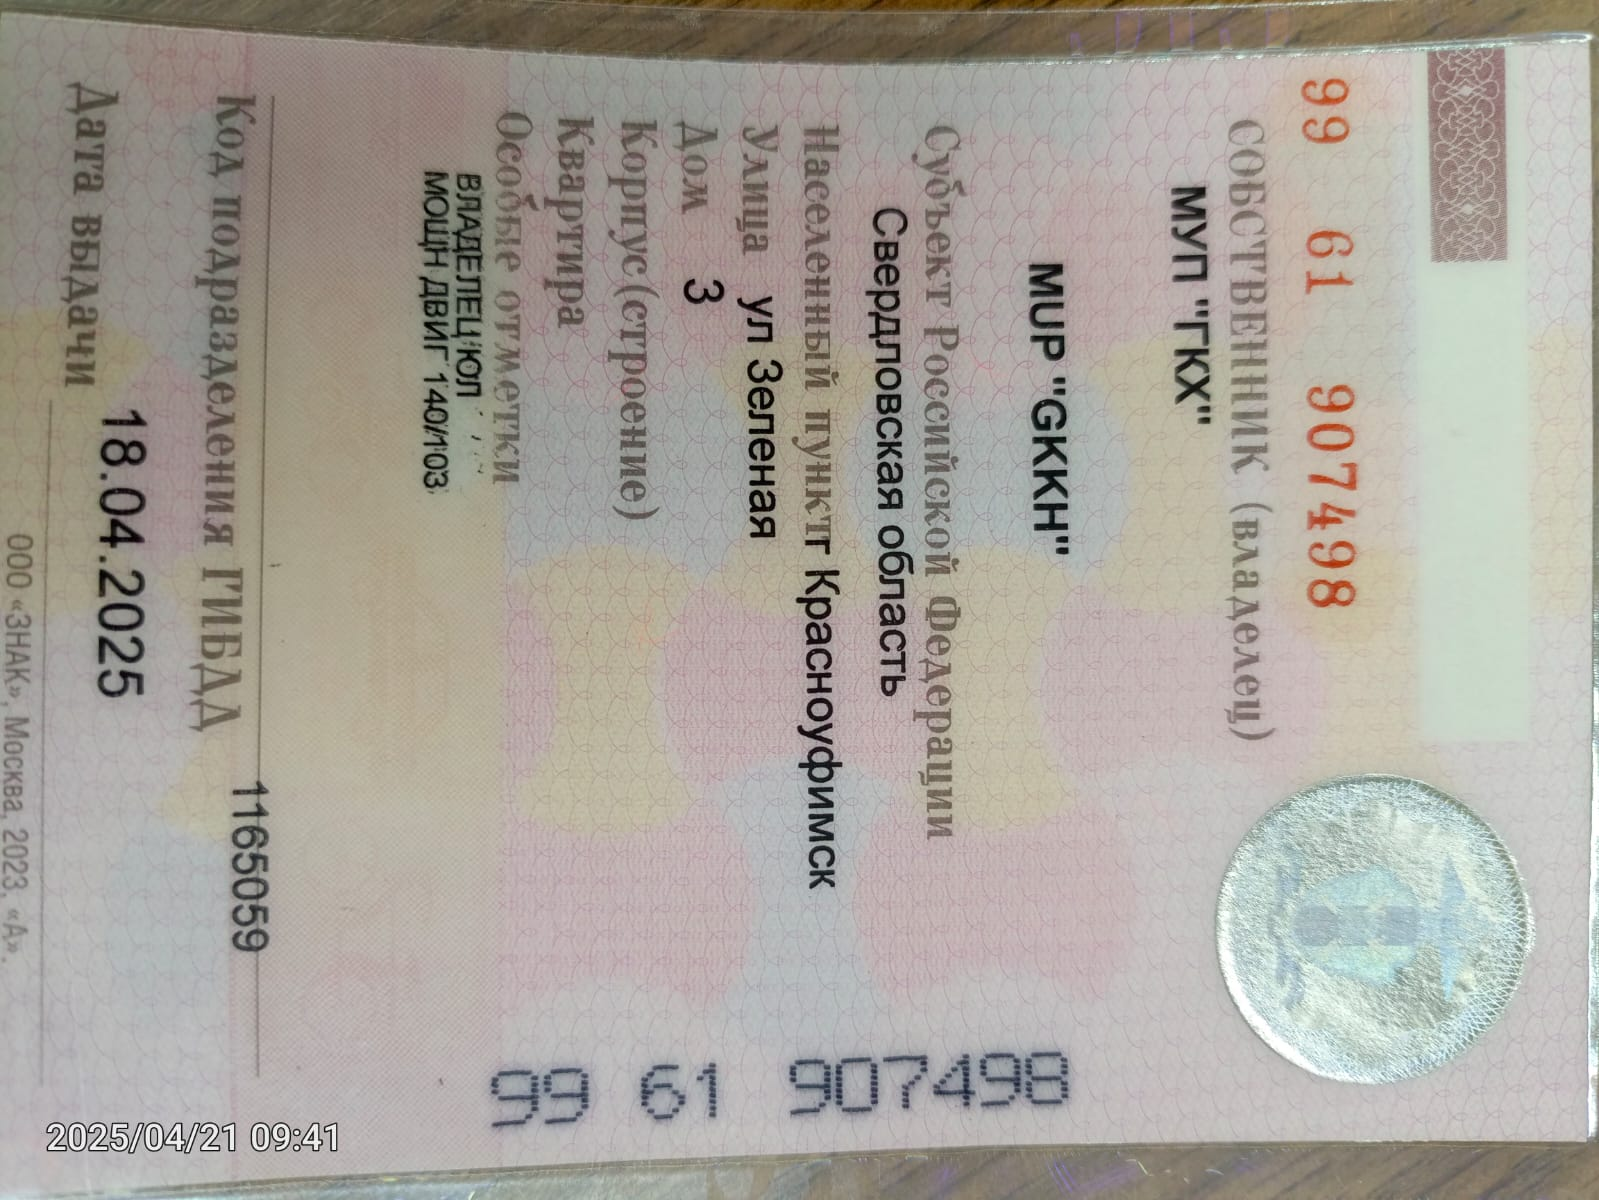 99 61 907498
СОБСТВЕННИК (владелец)
МУП "ГКХ"
MUP "GKKH"
Субъект Российской Федерации
Свердловская область
Населенный пункт г Красноуфимск
Улица ул Зеленая
Дом 3
Корпус(строение)
Квартира
Особые отметки
ВЛАДЕЛЕЦ:ЮЛ
МОЩН ДВИГ 140/103
Код подразделения ГИБДД 1165059
Дата выдачи 18.04.2025
ООО «ЗНАК», Москва, 2023, «А».
99 61 907498
2025/04/21 09:41